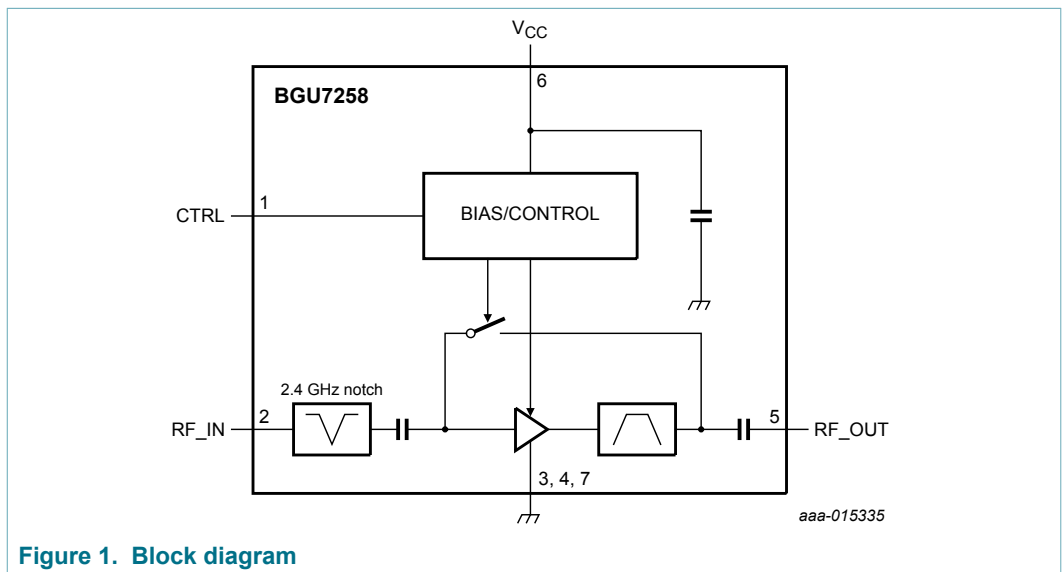 VCC
6
BGU7258
1
CTRL
BIAS/CONTROL
2.4 GHz notch
RF_IN
2
5
RF_OUT
3, 4, 7
aaa-015335
Figure 1. Block diagram